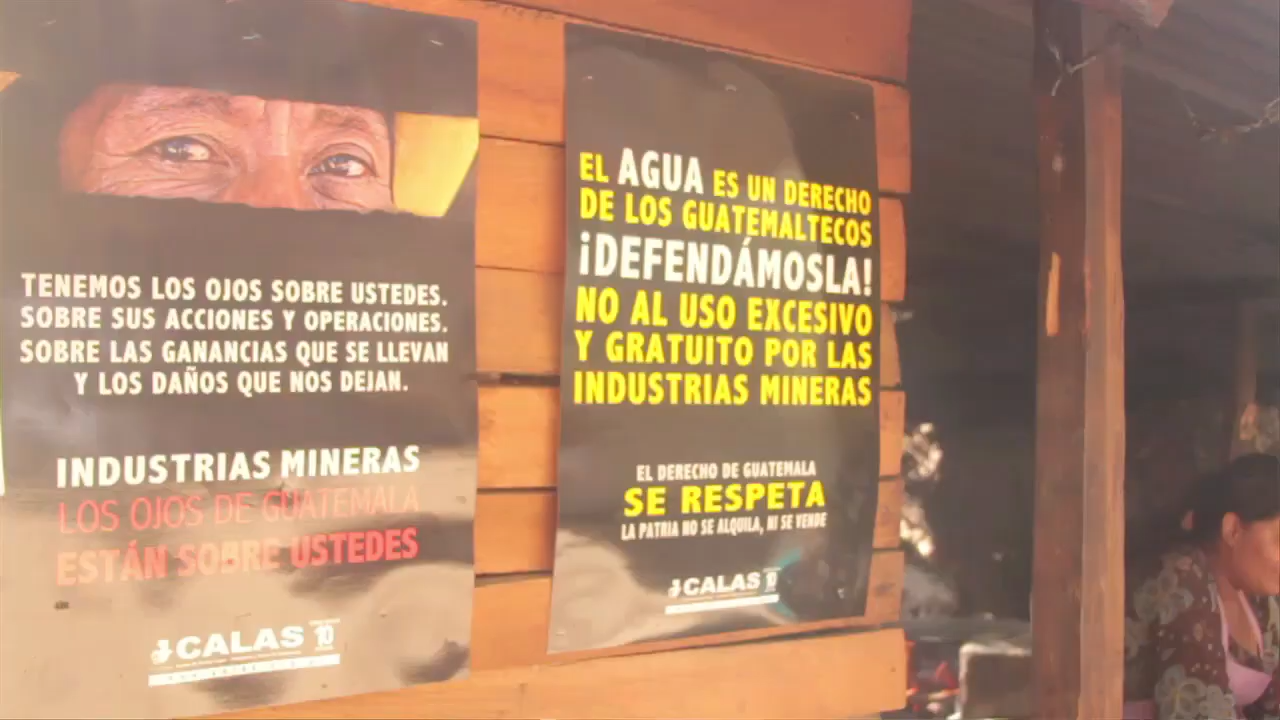 TENEMOS LOS OJOS SOBRE USTEDES.
SOBRE SUS ACCIONES Y OPERACIONES.
SOBRE LAS GANANCIAS QUE SE LLEVAN
Y LOS DAÑOS QUE NOS DEJAN.
INDUSTRIAS MINERAS
LOS OJOS DE GUATEMALA
ESTÁN SOBRE USTEDES
CALAS 10
EL AGUA ES UN DERECHO
DE LOS GUATEMALTECOS
¡DEFENDÁMOSLA!
NO AL USO EXCESIVO
Y GRATUITO POR LAS
INDUSTRIAS MINERAS
EL DERECHO DE GUATEMALA
SE RESPETA
LA PATRIA NO SE ALQUILA, NI SE VENDE
CALAS 10